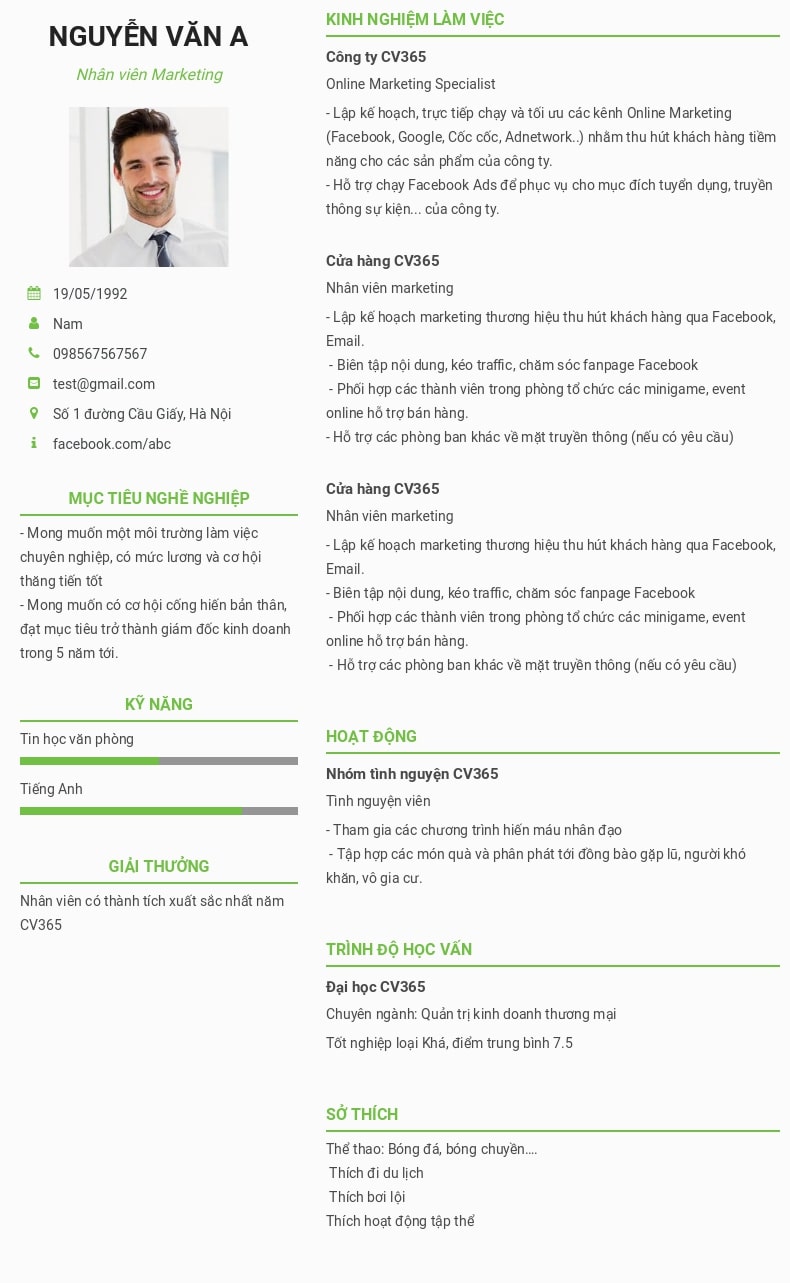 NGUYỄN VĂN A
Nhân viên Marketing
19/05/1992
Nam
098567567567
test@gmail.com
Số 1 đường Cầu Giấy, Hà Nội
facebook.com/abc
MỤC TIÊU NGHỀ NGHIỆP
- Mong muốn một môi trường làm việc
chuyên nghiệp, có mức lương và cơ hội
thăng tiến tốt
- Mong muốn có cơ hội cống hiến bản thân,
đạt mục tiêu trở thành giám đốc kinh doanh
trong 5 năm tới.
KỸ NĂNG
Tin học văn phòng
Tiếng Anh
GIẢI THƯỞNG
Nhân viên có thành tích xuất sắc nhất năm
CV365
KINH NGHIỆM LÀM VIỆC
Công ty CV365
Online Marketing Specialist
- Lập kế hoạch, trực tiếp chạy và tối ưu các kênh Online Marketing
(Facebook, Google, Cốc cốc, Adnetwork..) nhằm thu hút khách hàng tiềm
năng cho các sản phẩm của công ty.
- Hỗ trợ chạy Facebook Ads để phục vụ cho mục đích tuyển dụng, truyền
thông sự kiện... của công ty.
Cửa hàng CV365
Nhân viên marketing
- Lập kế hoạch marketing thương hiệu thu hút khách hàng qua Facebook,
Email.
- Biên tập nội dung, kéo traffic, chăm sóc fanpage Facebook
- Phối hợp các thành viên trong phòng tổ chức các minigame, event
online hỗ trợ bán hàng.
- Hỗ trợ các phòng ban khác về mặt truyền thông (nếu có yêu cầu)
Cửa hàng CV365
Nhân viên marketing
- Lập kế hoạch marketing thương hiệu thu hút khách hàng qua Facebook,
Email.
- Biên tập nội dung, kéo traffic, chăm sóc fanpage Facebook
- Phối hợp các thành viên trong phòng tổ chức các minigame, event
online hỗ trợ bán hàng.
- Hỗ trợ các phòng ban khác về mặt truyền thông (nếu có yêu cầu)
HOẠT ĐỘNG
Nhóm tình nguyện CV365
Tình nguyện viên
- Tham gia các chương trình hiến máu nhân đạo
- Tập hợp các món quà và phân phát tới đồng bào gặp lũ, người khó
khăn, vô gia cư.
TRÌNH ĐỘ HỌC VẤN
Đại học CV365
Chuyên ngành: Quản trị kinh doanh thương mại
Tốt nghiệp loại Khá, điểm trung bình 7.5
SỞ THÍCH
Thể thao: Bóng đá, bóng chuyền....
Thích đi du lịch
Thích bơi lội
Thích hoạt động tập thể